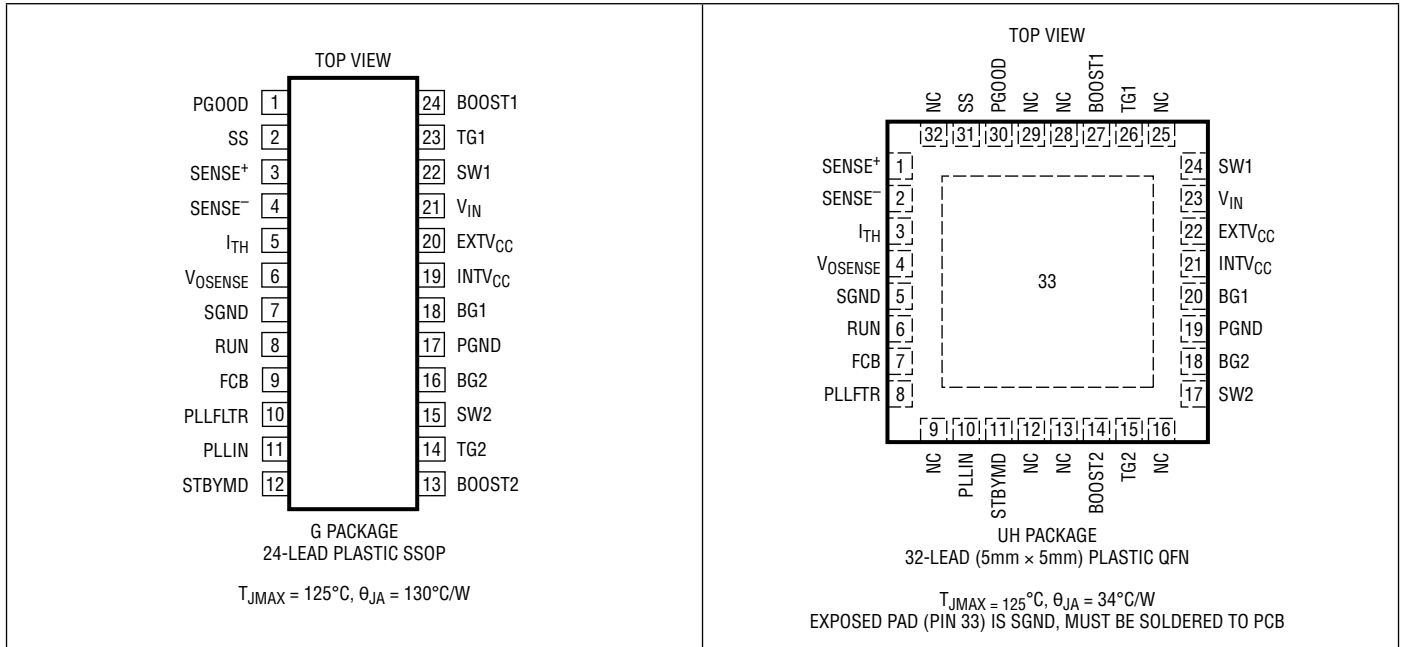 TOP VIEW
PGOOD 1
SS 2
SENSE+ 3
SENSE– 4
ITH 5
VOSENSE 6
SGND 7
RUN 8
FCB 9
PLLFLTR 10
PLLIN 11
STBYMD 12
24 BOOST1
23 TG1
22 SW1
21 VIN
20 EXTVCC
19 INTVCC
18 BG1
17 PGND
16 BG2
15 SW2
14 TG2
13 BOOST2
G PACKAGE
24-LEAD PLASTIC SSOP
TJMAX = 125°C, θJA = 130°C/W
TOP VIEW
NC SS PGOOD NC NC BOOST1 TG1 NC
32 31 30 29 28 27 26 25
SENSE+ 1
SENSE– 2
ITH 3
VOSENSE 4
SGND 5
RUN 6
FCB 7
PLLFTR 8
33
24 SW1
23 VIN
22 EXTVCC
21 INTVCC
20 BG1
19 PGND
18 BG2
17 SW2
9 10 11 12 13 14 15 16
NC PLLIN STBYMD NC NC BOOST2 TG2 NC
UH PACKAGE
32-LEAD (5mm × 5mm) PLASTIC QFN
TJMAX = 125°C, θJA = 34°C/W
EXPOSED PAD (PIN 33) IS SGND, MUST BE SOLDERED TO PCB